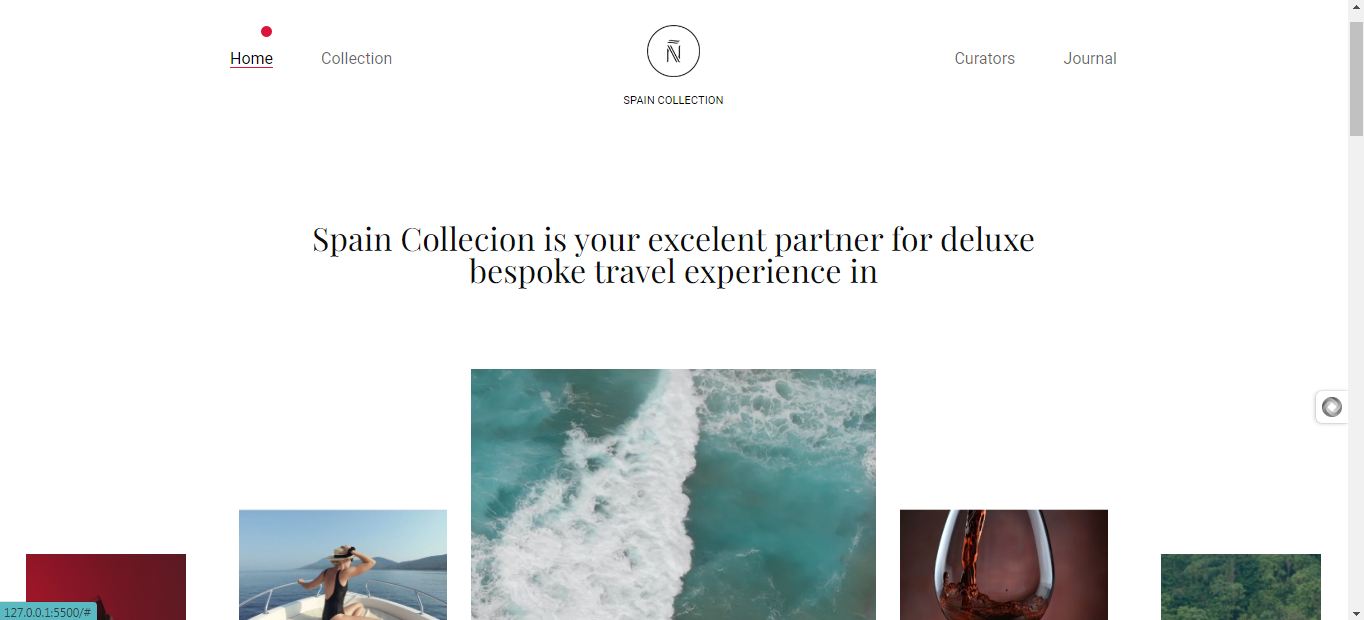 Home
Collection
Ñ
SPAIN COLLECTION
Curators
Journal
Spain Collecion is your excelent partner for deluxe
bespoke travel experience in
127.0.0.1:5500/#